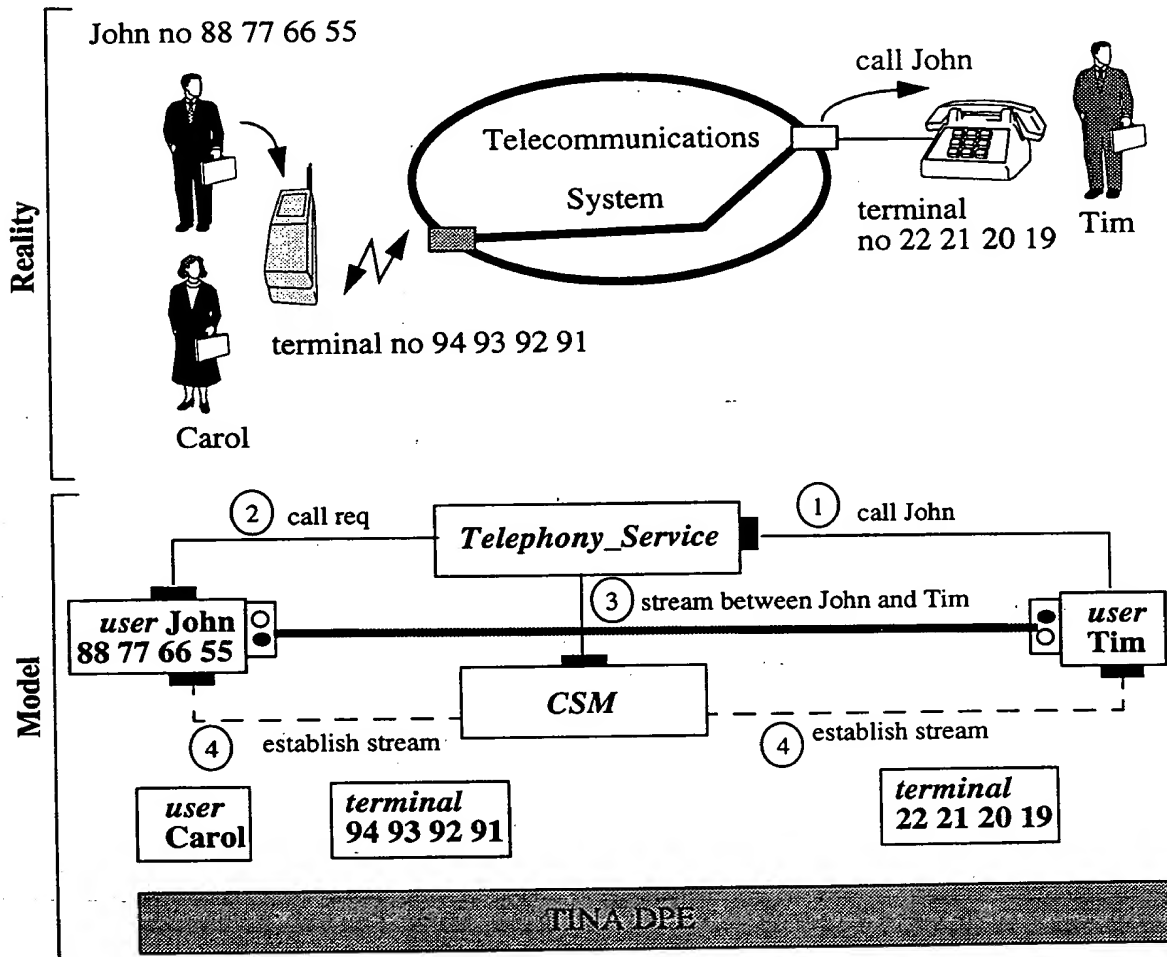 John no 88 77 66 55
call John
Telecommunications
System
terminal
no 22 21 20 19
Tim
Reality
terminal no 94 93 92 91
Carol
2 call req
Telephony_Service
1 call John
3 stream between John and Tim
user John
88 77 66 55
user
Tim
Model
CSM
4 establish stream
4 establish stream
user
Carol
terminal
94 93 92 91
terminal
22 21 20 19
TINA DPE